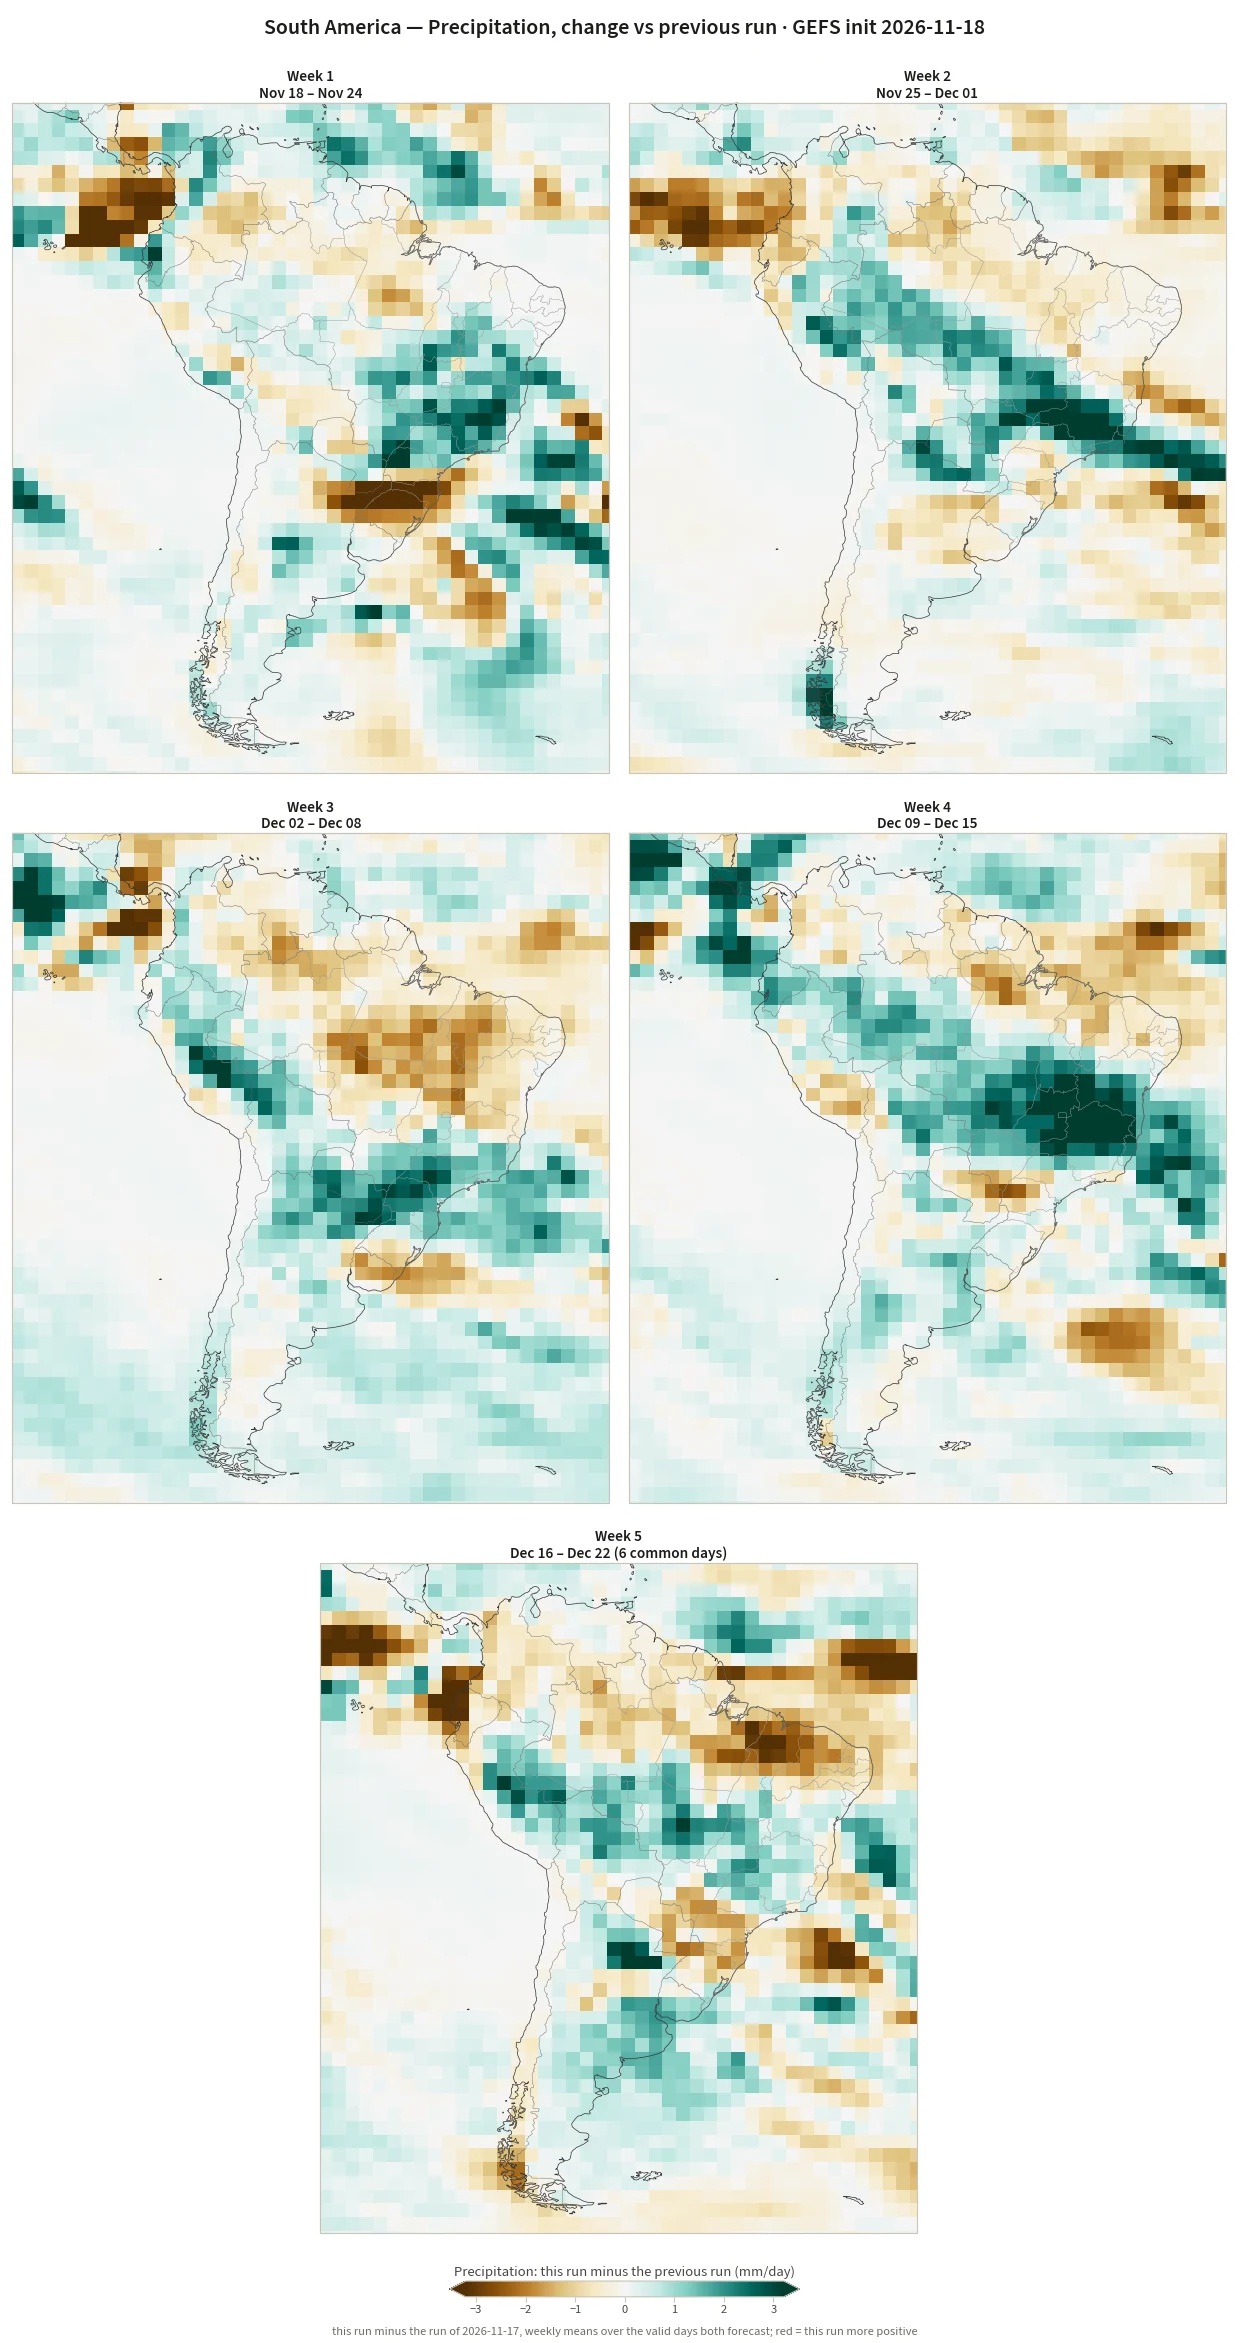 South America — Precipitation, change vs previous run · GEFS init 2026-11-18
Week 1
Nov 18 – Nov 24
Week 2
Nov 25 – Dec 01
Week 3
Dec 02 – Dec 08
Week 4
Dec 09 – Dec 15
Week 5
Dec 16 – Dec 22 (6 common days)
Precipitation: this run minus the previous run (mm/day)
−3 −2 −1 0 1 2 3
this run minus the run of 2026-11-17, weekly means over the valid days both forecast; red = this run more positive